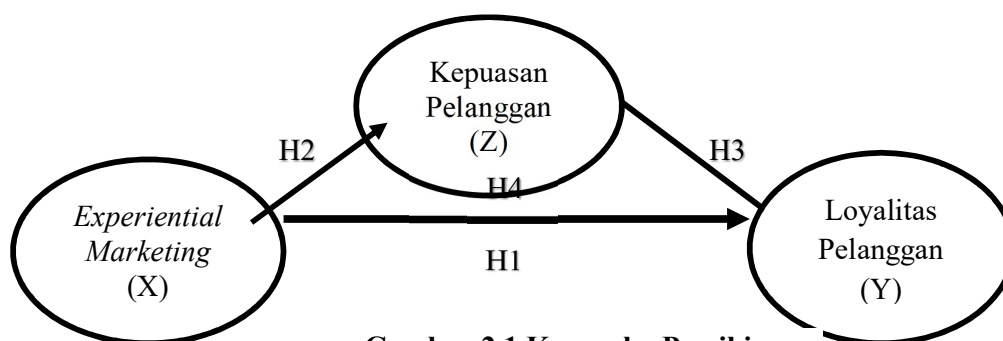 Kepuasan
Pelanggan
(Z)
H2
H3
H4
Experiential
Marketing
(X)
Loyalitas
Pelanggan
(Y)
H1